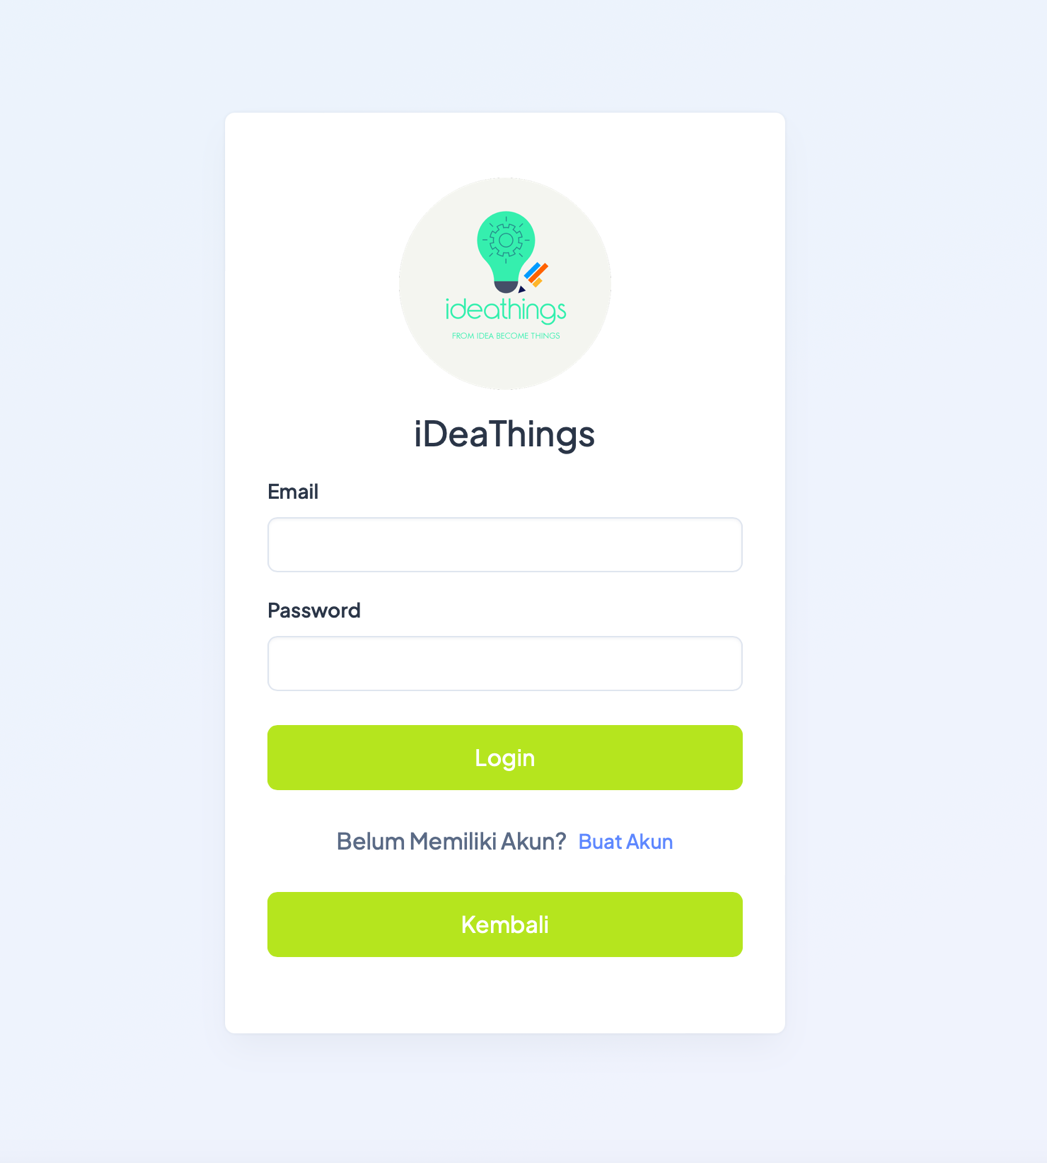 ideathings
FROM IDEA BECOME THINGS
iDeaThings
Email
Password
Login
Belum Memiliki Akun? Buat Akun
Kembali